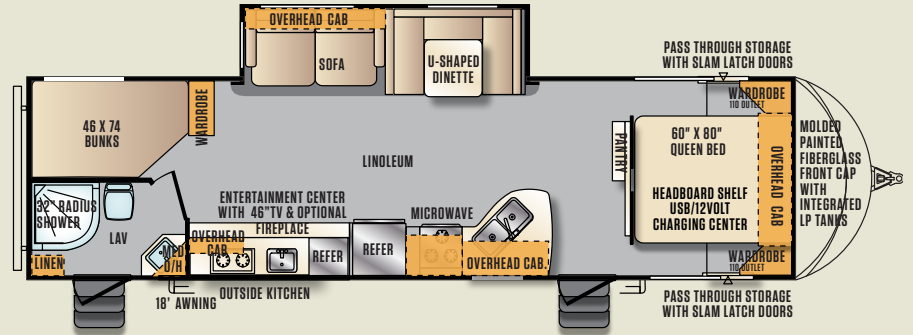 OVERHEAD CAB
SOFA
U-SHAPED
DINETTE
PASS THROUGH STORAGE
WITH SLAM LATCH DOORS
46 X 74
BUNKS
WARDROBE
LINOLEUM
PANTRY
WARDROBE
110 OUTLET
60" X 80"
QUEEN BED
HEADBOARD SHELF
USB/12VOLT
CHARGING CENTER
OVERHEAD CAB
MOLDED
PAINTED
FIBERGLASS
FRONT CAP
WITH
INTEGRATED
LP TANKS
32" RADIUS
SHOWER
LAV
LINEN
MED
O/H
ENTERTAINMENT CENTER
WITH 46"TV & OPTIONAL
FIREPLACE
OVERHEAD
CAB
REFER
REFER
MICROWAVE
OVERHEAD CAB.
WARDROBE
110 OUTLET
18' AWNING
OUTSIDE KITCHEN
PASS THROUGH STORAGE
WITH SLAM LATCH DOORS